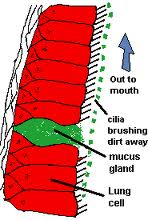 Out to
mouth
cilia
brushing
dirt away
mucus
gland
Lung
cell